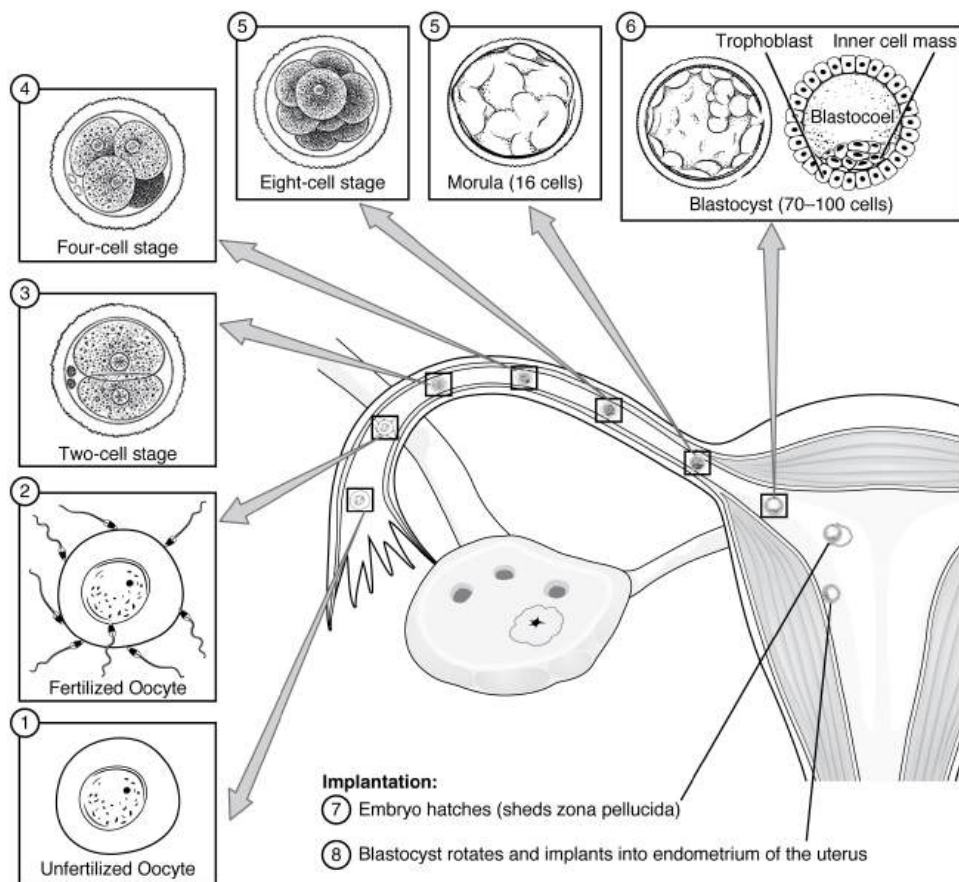 5
Eight-cell stage
5
Morula (16 cells)
6
Trophoblast
Inner cell mass
Blastocoel
Blastocyst (70–100 cells)
4
Four-cell stage
3
Two-cell stage
2
Fertilized Oocyte
1
Unfertilized Oocyte
Implantation:
7 Embryo hatches (sheds zona pellucida)
8 Blastocyst rotates and implants into endometrium of the uterus